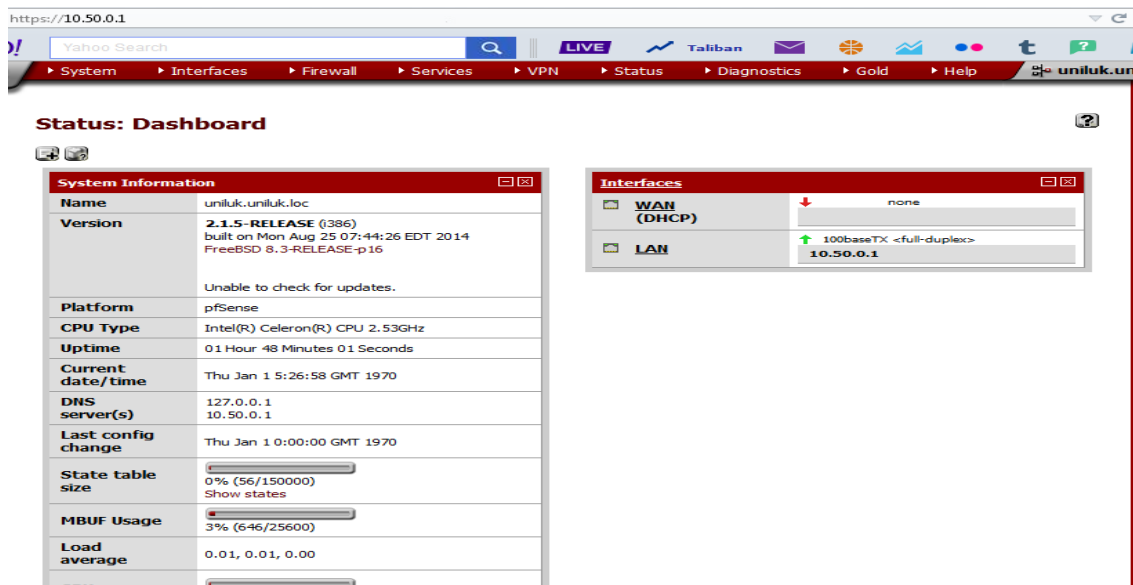 https://10.50.0.1
o!
Yahoo Search
LIVE
Taliban
t
?
System Interfaces Firewall Services VPN Status Diagnostics Gold Help uniluk.un
Status: Dashboard
?
System Information
Name uniluk.uniluk.loc
Version 2.1.5-RELEASE (i386)
built on Mon Aug 25 07:44:26 EDT 2014
FreeBSD 8.3-RELEASE-p16
Unable to check for updates.
Platform pfSense
CPU Type Intel(R) Celeron(R) CPU 2.53GHz
Uptime 01 Hour 48 Minutes 01 Seconds
Current
date/time
Thu Jan 1 5:26:58 GMT 1970
DNS
server(s)
127.0.0.1
10.50.0.1
Last config
change
Thu Jan 1 0:00:00 GMT 1970
State table
size
0% (56/150000)
Show states
MBUF Usage
3% (646/25600)
Load
average
0.01, 0.01, 0.00
Interfaces
WAN
(DHCP)
none
LAN
100baseTX <full-duplex>
10.50.0.1